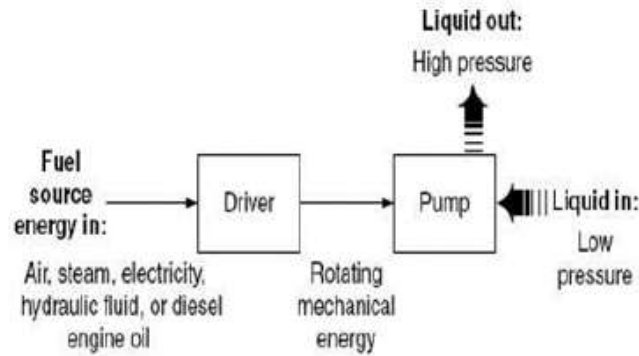 Liquid out:
High pressure
Fuel
source
energy in:
Driver
Pump
Liquid in:
Low
pressure
Air, steam, electricity,
hydraulic fluid, or diesel
engine oil
Rotating
mechanical
energy